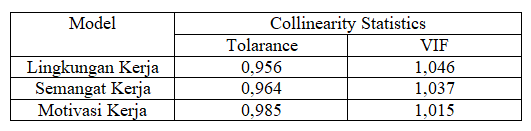 Model Collinearity Statistics
Tolarance VIF
Lingkungan Kerja 0,956 1,046
Semangat Kerja 0,964 1,037
Motivasi Kerja 0,985 1,015